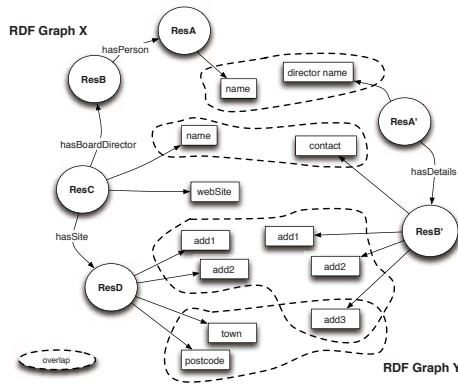 RDF Graph X
ResA
hasPerson
ResB
director name
name
ResA'
name
contact
hasBoardDirector
hasDetails
ResC
webSite
hasSite
ResB'
add1
add1
add2
add2
ResD
add3
town
postcode
overlap
RDF Graph Y